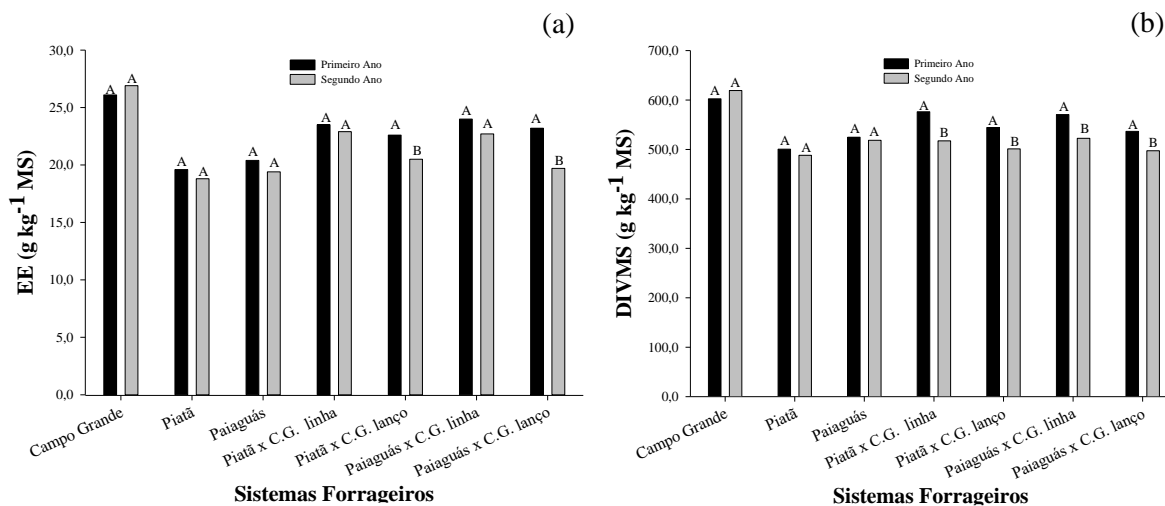 (a)
EE (g kg-1 MS)
30,0
25,0
20,0
15,0
10,0
5,0
0,0
Primeiro Ano
Segundo Ano
A A
A A
A A
A A
A B
A A
A B
Campo Grande
Piatã
Paiaguás
Piatã x C.G. linha
Piatã x C.G. lanço
Paiaguás x C.G. linha
Paiaguás x C.G. lanço
Sistemas Forrageiros
(b)
DIVMS (g kg-1 MS)
700,0
600,0
500,0
400,0
300,0
200,0
100,0
0,0
Primeiro Ano
Segundo Ano
A A
A A
A A
A B
A B
A B
A B
Campo Grande
Piatã
Paiaguás
Piatã x C.G. linha
Piatã x C.G. lanço
Paiaguás x C.G. linha
Paiaguás x C.G. lanço
Sistemas Forrageiros